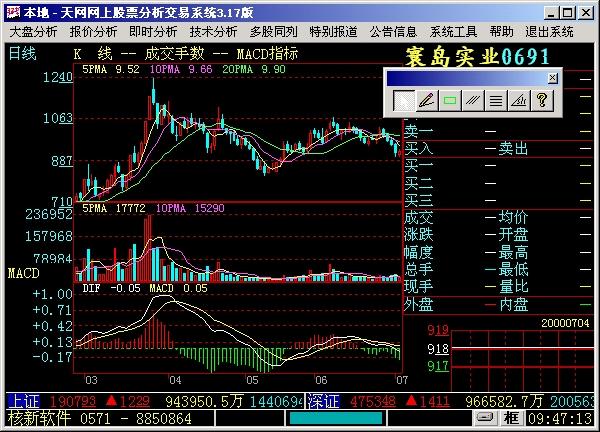 本地 - 天网网上股票分析交易系统3.17版
大盘分析 报价分析 即时分析 技术分析 多股同列 特别报道 公告信息 系统工具 帮助 退出系统
日线 K 线 -- 成交手数 -- MACD指标 寰岛实业0691
5PMA 9.52 10PMA 9.66 20PMA 9.90
1240
1063
887
710
卖一 —
买入 — 卖出 —
买一 —
买二 —
买三 —
成交 — 均价 —
涨跌 — 开盘 —
幅度 — 最高 —
总手 — 最低 —
现手 — 量比 —
外盘 — 内盘 —
5PMA 17772 10PMA 15290
236952
157968
78984
MACD
DIF -0.05 MACD 0.05
+1.00
+0.71
+0.42
+0.13
-0.17
03 04 05 06 07
20000704
919
918
917
上证 190793 ▲1229 943950.5万 144069 深证 475348 ▲1411 966582.7万 200563
核新软件 0571 - 8850864 框 09:47:13